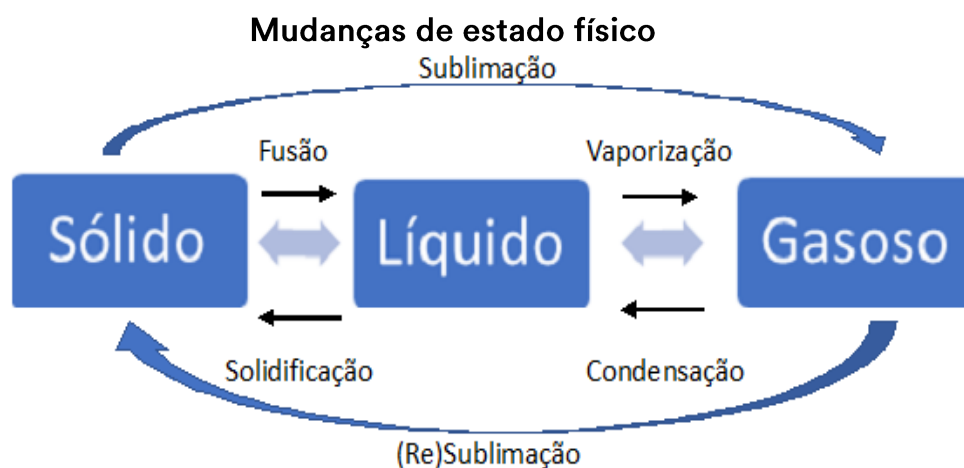 Mudanças de estado físico
Sublimação
Fusão
Vaporização
Sólido
Líquido
Gasoso
Solidificação
Condensação
(Re)Sublimação